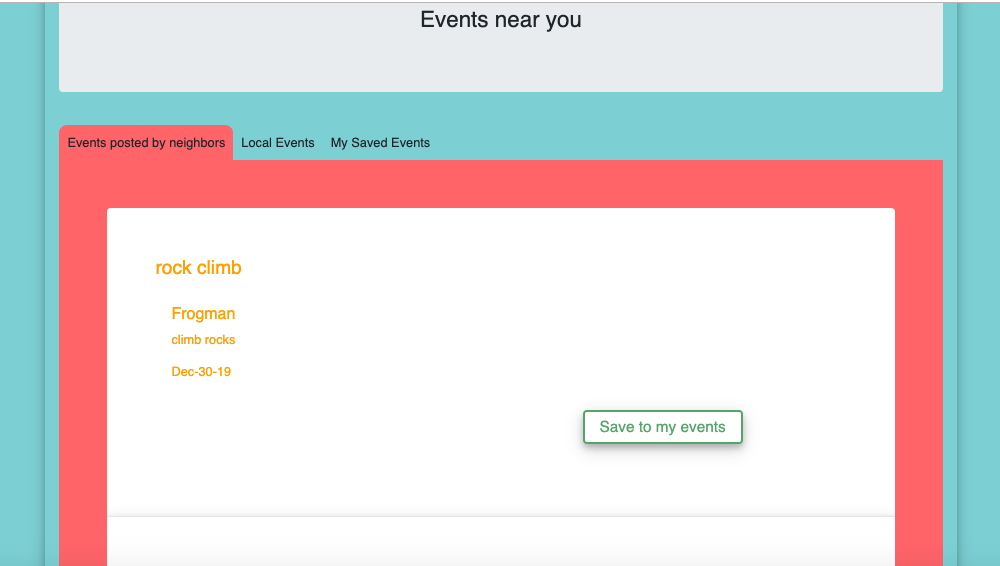 Events near you
Events posted by neighbors Local Events My Saved Events
rock climb
Frogman
climb rocks
Dec-30-19
Save to my events